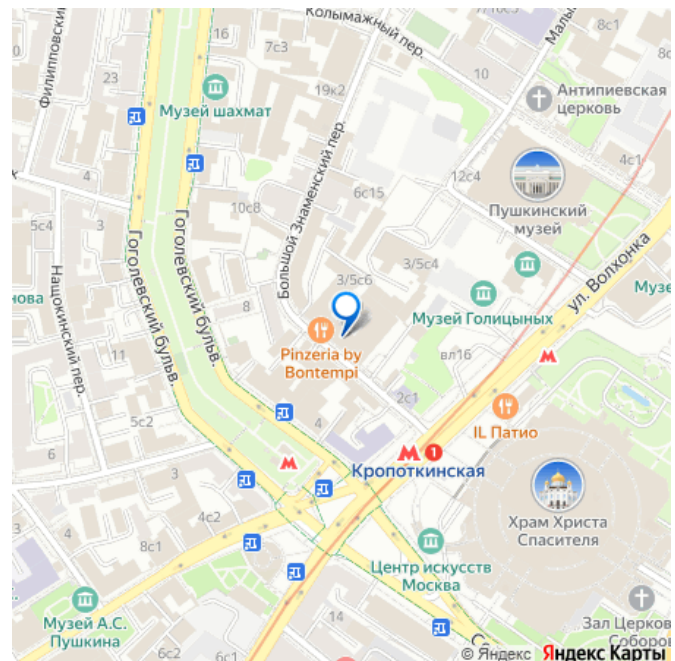 Колымажный пер.
Филипповский
16
7с3
8с1
10
23
Музей шахмат
19к2
Антипиевская
церковь
4с1
4
3
12с4
6с15
Пушкинский
музей
10с8
Большой Знаменский пер.
Гоголевский бульв.
Гоголевский бульв.
5с4
4
нова
Нащокинский пер.
3/5с6
3/5с4
ул. Волхонка
Музе
8
Музей Голицыных
Pinzeria by
Bontempi
вл16
2с1
5с2
4
IL Патио
6
1
Кропоткинская
Храм Христа
Спасителя
4с2
8с1
Центр искусств
Москва
Музей А.С.
Пушкина
14
Зал Церков
Соборо
6с2
6с1
© Яндекс Яндекс Карты